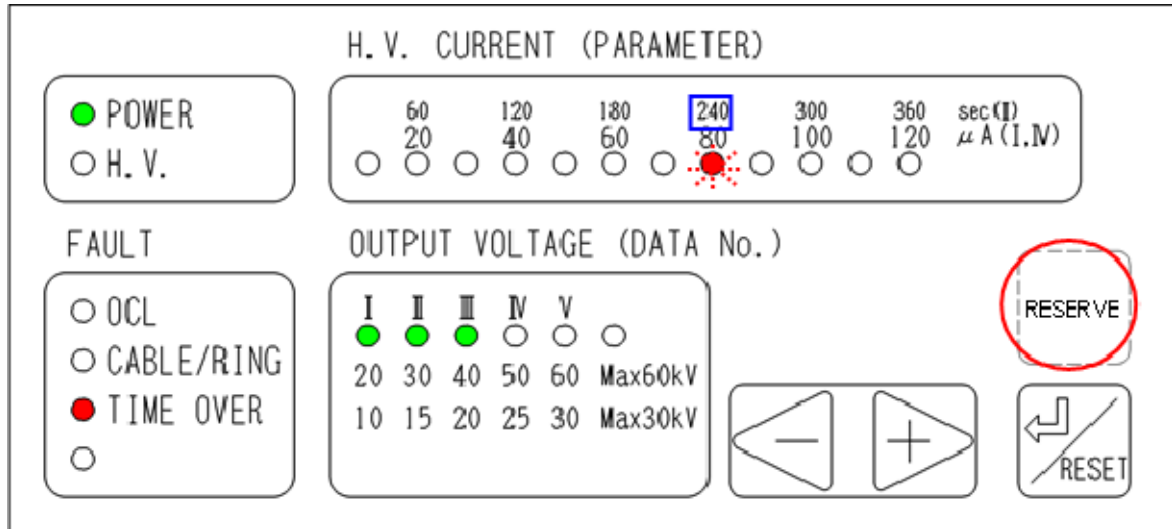 H.V. CURRENT (PARAMETER)
POWER
H.V.
60 120 180 240 300 360 sec(Ⅱ)
20 40 60 80 100 120 μA(Ⅰ,Ⅳ)
FAULT
OCL
CABLE/RING
TIME OVER
OUTPUT VOLTAGE (DATA No.)
Ⅰ Ⅱ Ⅲ Ⅳ Ⅴ
20 30 40 50 60 Max60kV
10 15 20 25 30 Max30kV
− +
RESERVE
RESET